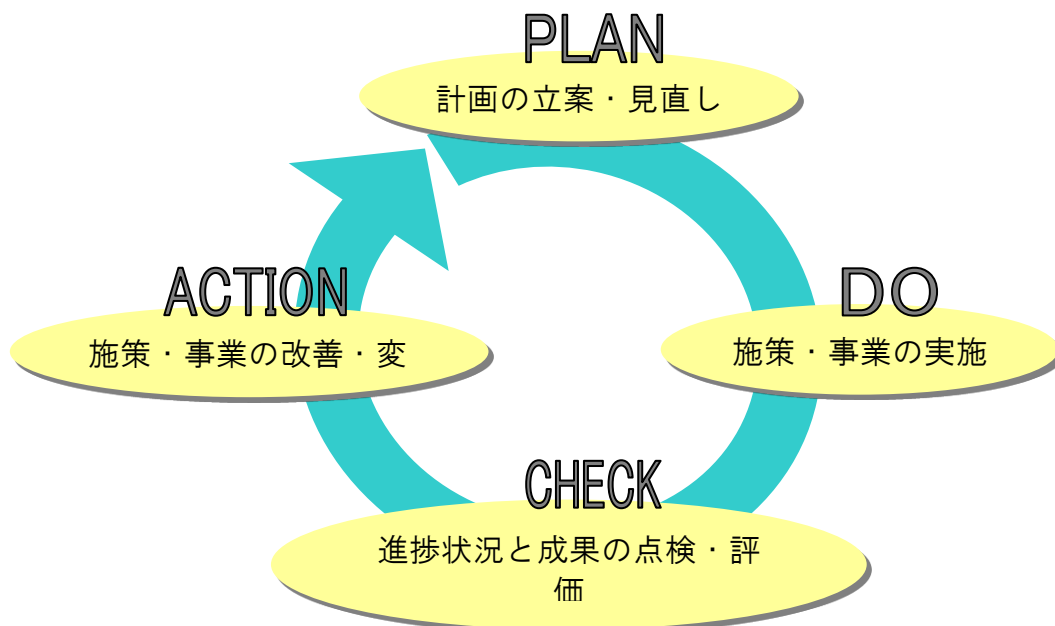 PLAN
計画の立案・見直し
ACTION
施策・事業の改善・変
DO
施策・事業の実施
CHECK
進捗状況と成果の点検・評
価